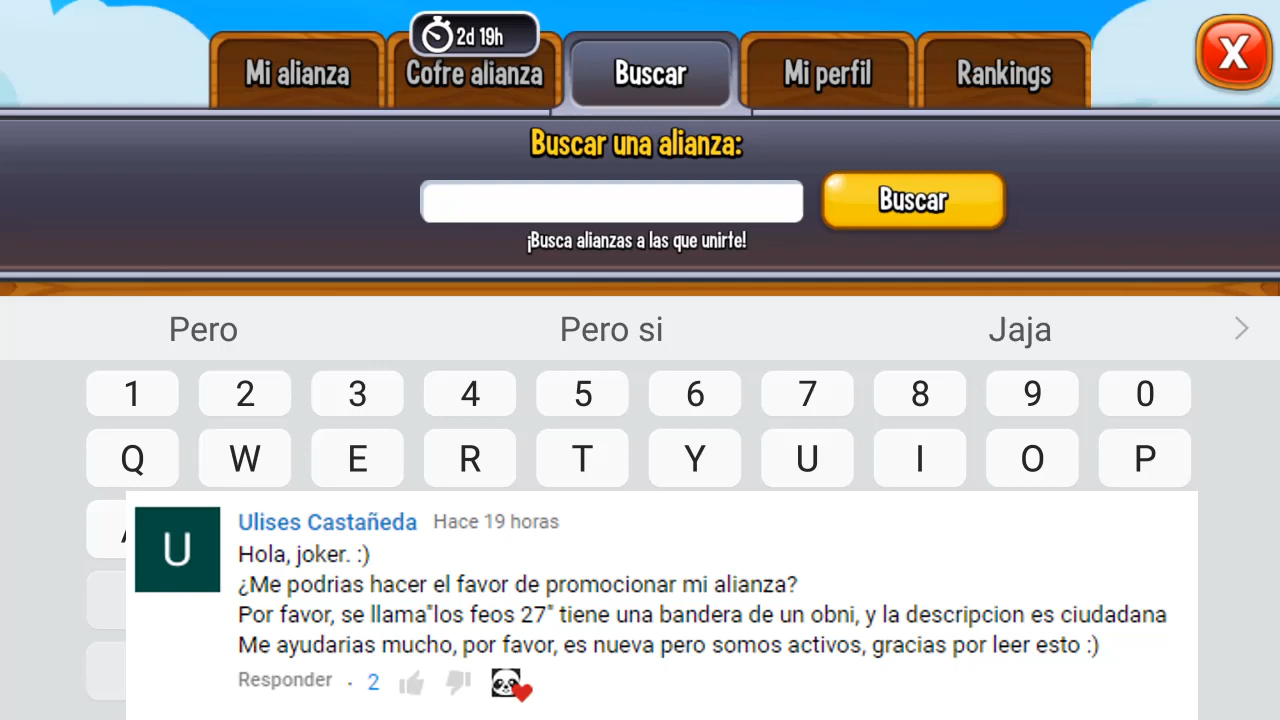 2d 19h
Mi alianza
Cofre alianza
Buscar
Mi perfil
Rankings
X
Buscar una alianza:
Buscar
¡Busca alianzas a las que unirte!
Pero
Pero si
Jaja
1 2 3 4 5 6 7 8 9 0
Q W E R T Y U I O P
U
Ulises Castañeda Hace 19 horas
Hola, joker. :)
¿Me podrias hacer el favor de promocionar mi alianza?
Por favor, se llama"los feos 27" tiene una bandera de un obni, y la descripcion es ciudadana
Me ayudarias mucho, por favor, es nueva pero somos activos, gracias por leer esto :)
Responder · 2